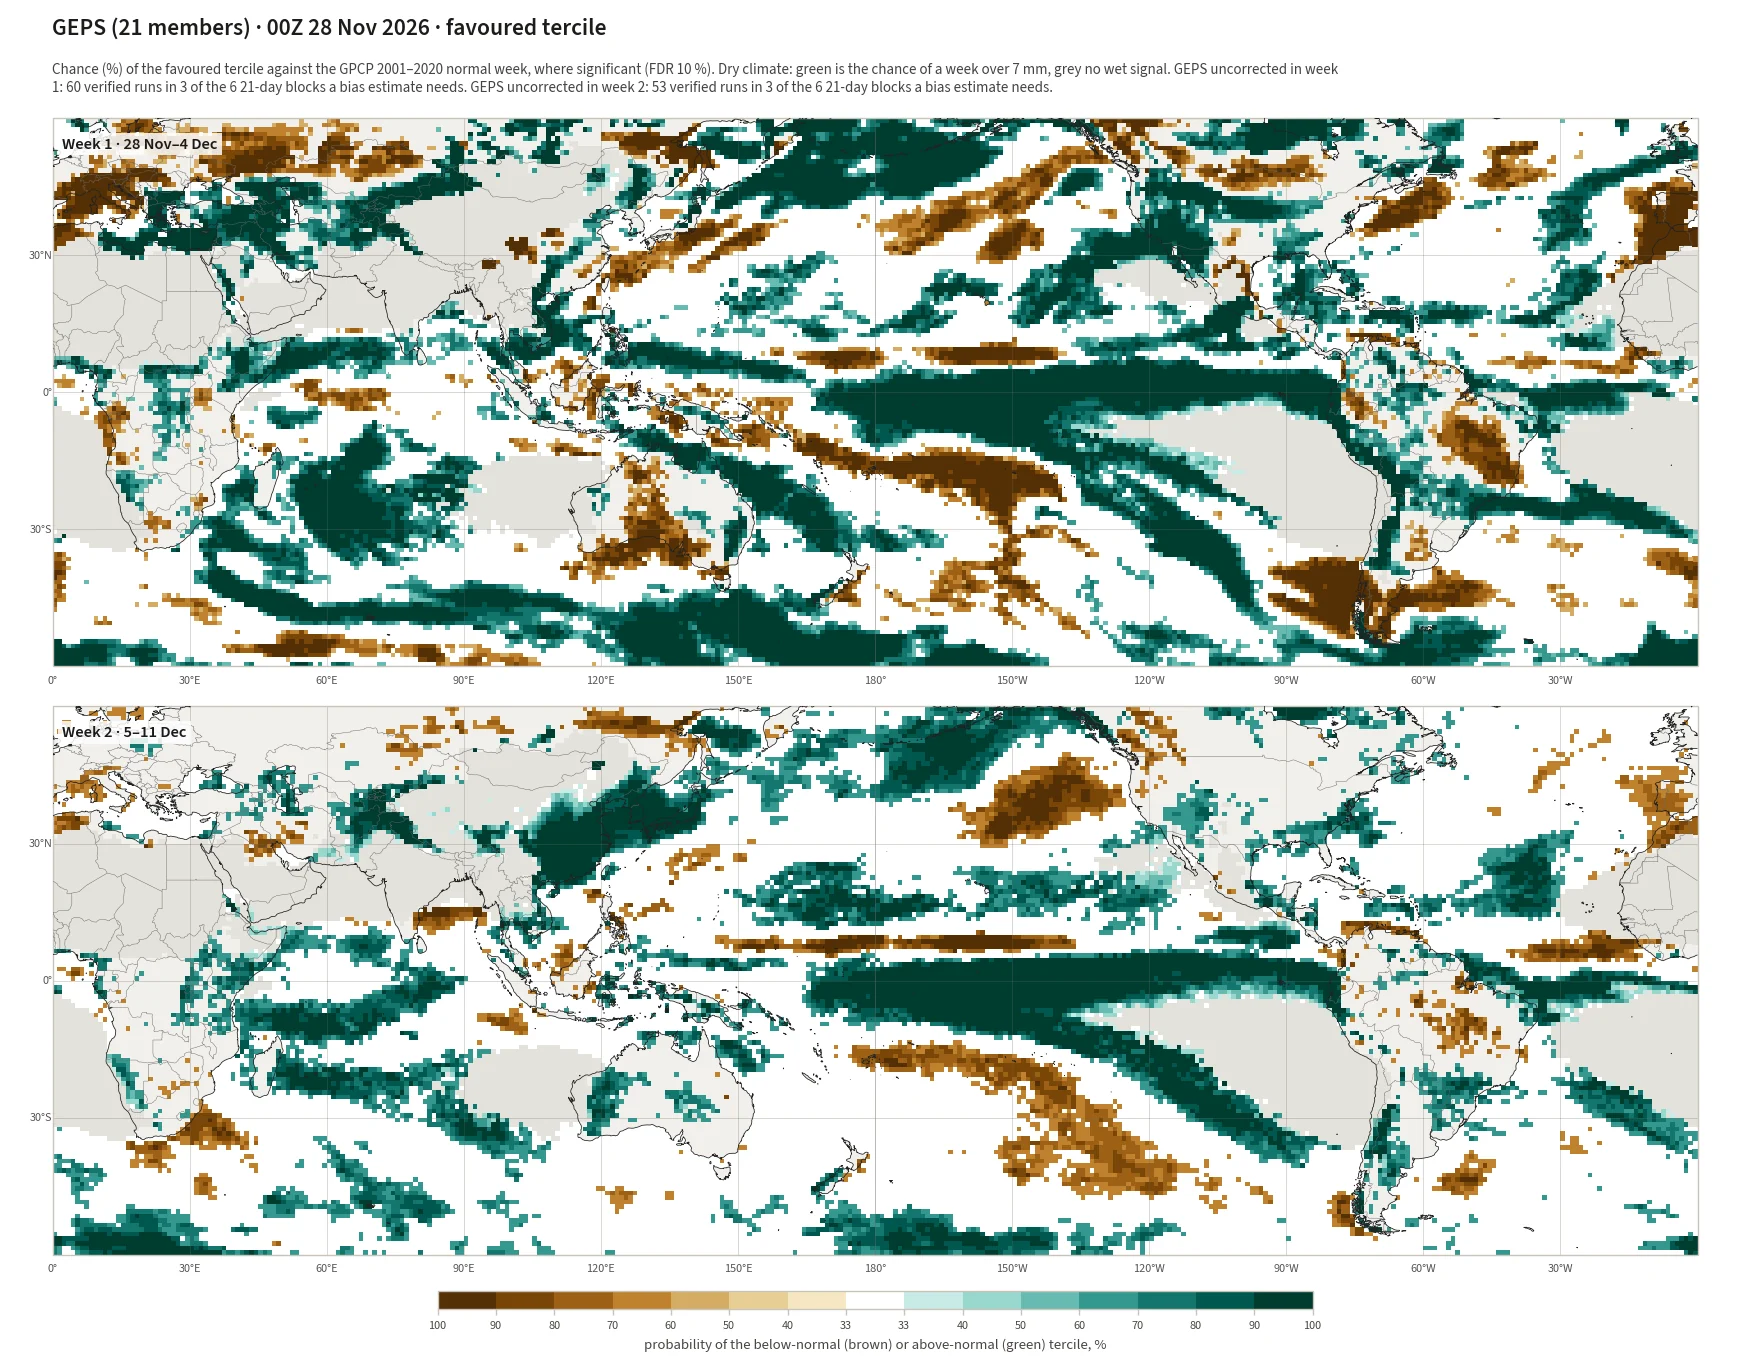 GEPS (21 members) · 00Z 28 Nov 2026 · favoured tercile
Chance (%) of the favoured tercile against the GPCP 2001–2020 normal week, where significant (FDR 10 %). Dry climate: green is the chance of a week over 7 mm, grey no wet signal. GEPS uncorrected in week
1: 60 verified runs in 3 of the 6 21-day blocks a bias estimate needs. GEPS uncorrected in week 2: 53 verified runs in 3 of the 6 21-day blocks a bias estimate needs.
Week 1 · 28 Nov–4 Dec
30°N
0°
30°S
0° 30°E 60°E 90°E 120°E 150°E 180° 150°W 120°W 90°W 60°W 30°W
Week 2 · 5–11 Dec
30°N
0°
30°S
0° 30°E 60°E 90°E 120°E 150°E 180° 150°W 120°W 90°W 60°W 30°W
100 90 80 70 60 50 40 33 33 40 50 60 70 80 90 100
probability of the below-normal (brown) or above-normal (green) tercile, %